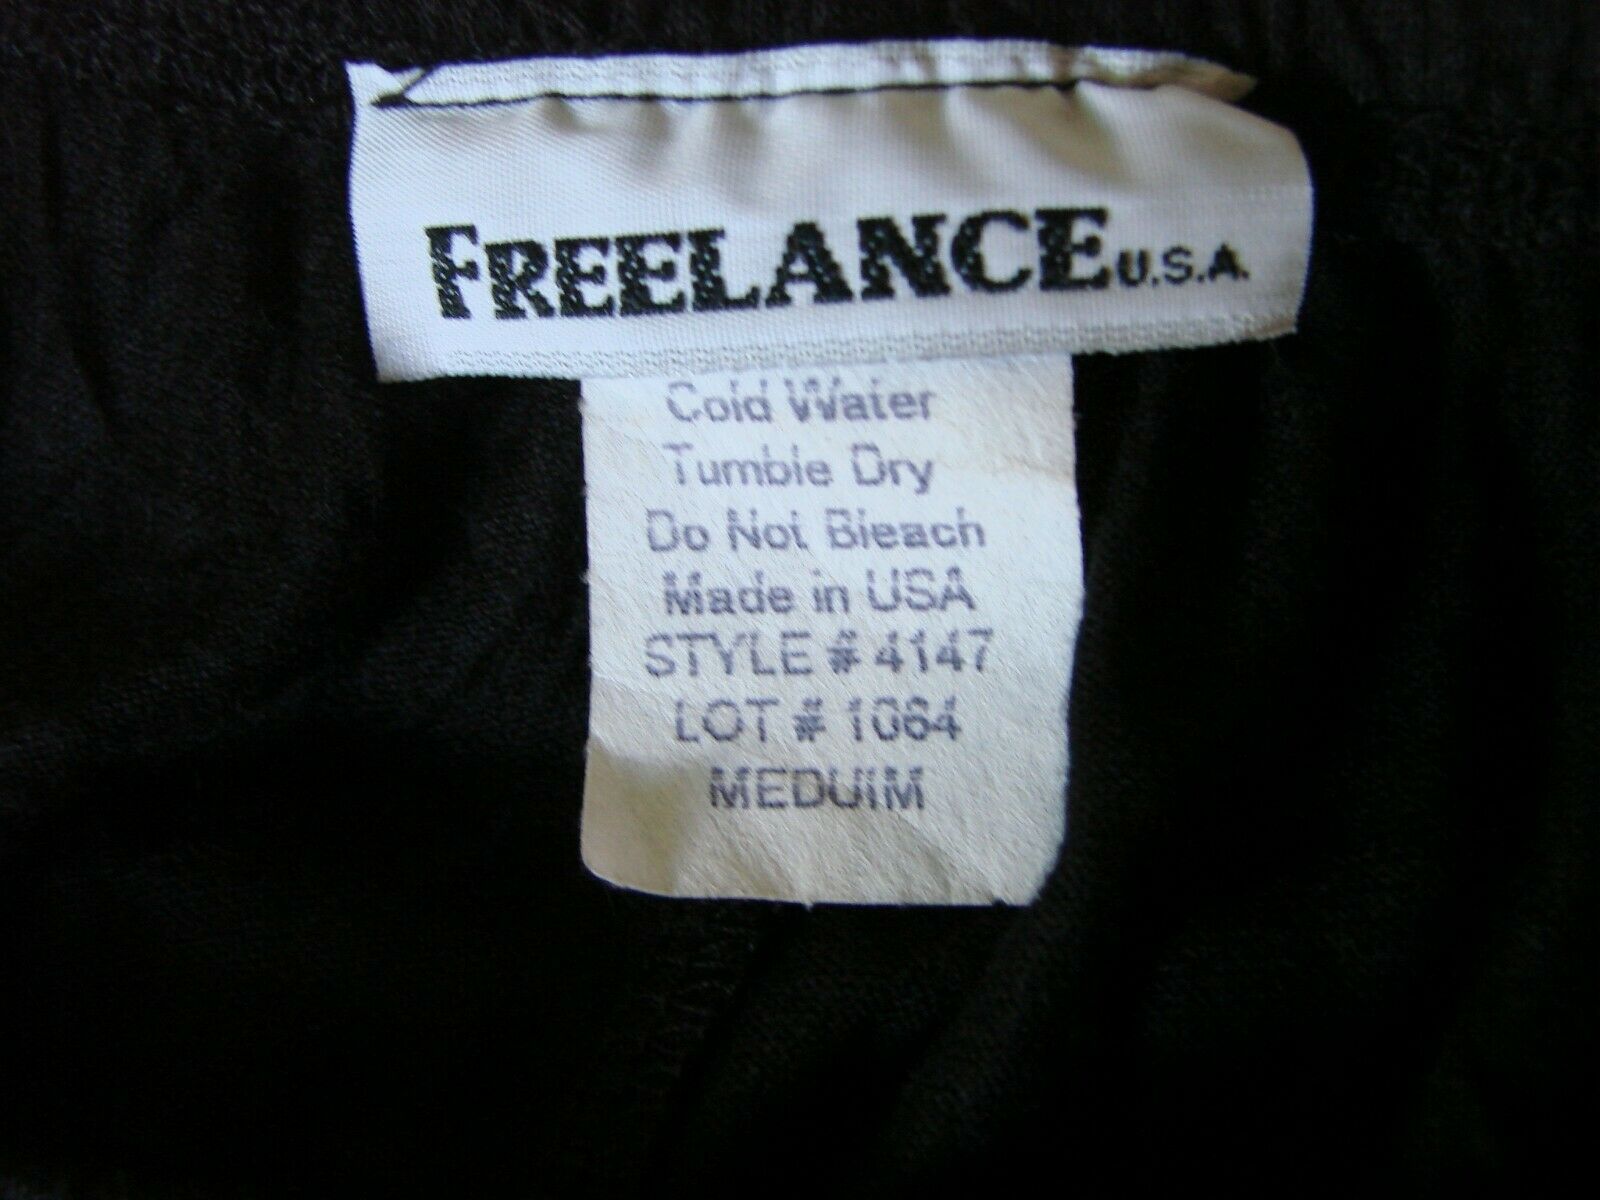 FREELANCE U.S.A.
Cold Water
Tumble Dry
Do Not Bleach
Made in USA
STYLE # 4147
LOT # 1064
MEDUIM